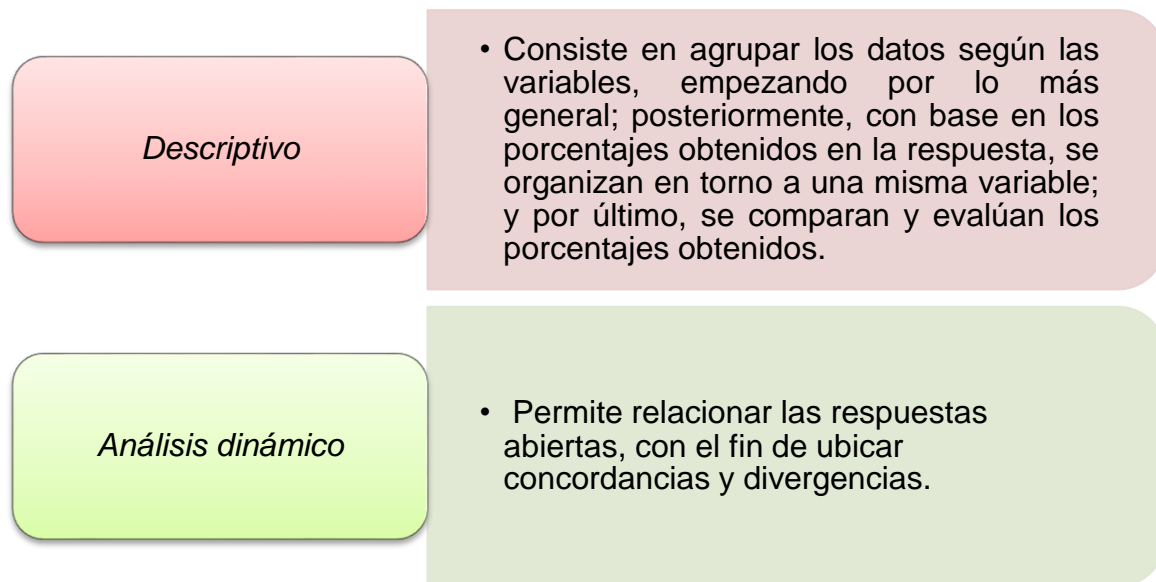 Descriptivo
• Consiste en agrupar los datos según las
variables, empezando por lo más
general; posteriormente, con base en los
porcentajes obtenidos en la respuesta, se
organizan en torno a una misma variable;
y por último, se comparan y evalúan los
porcentajes obtenidos.
Análisis dinámico
• Permite relacionar las respuestas
abiertas, con el fin de ubicar
concordancias y divergencias.